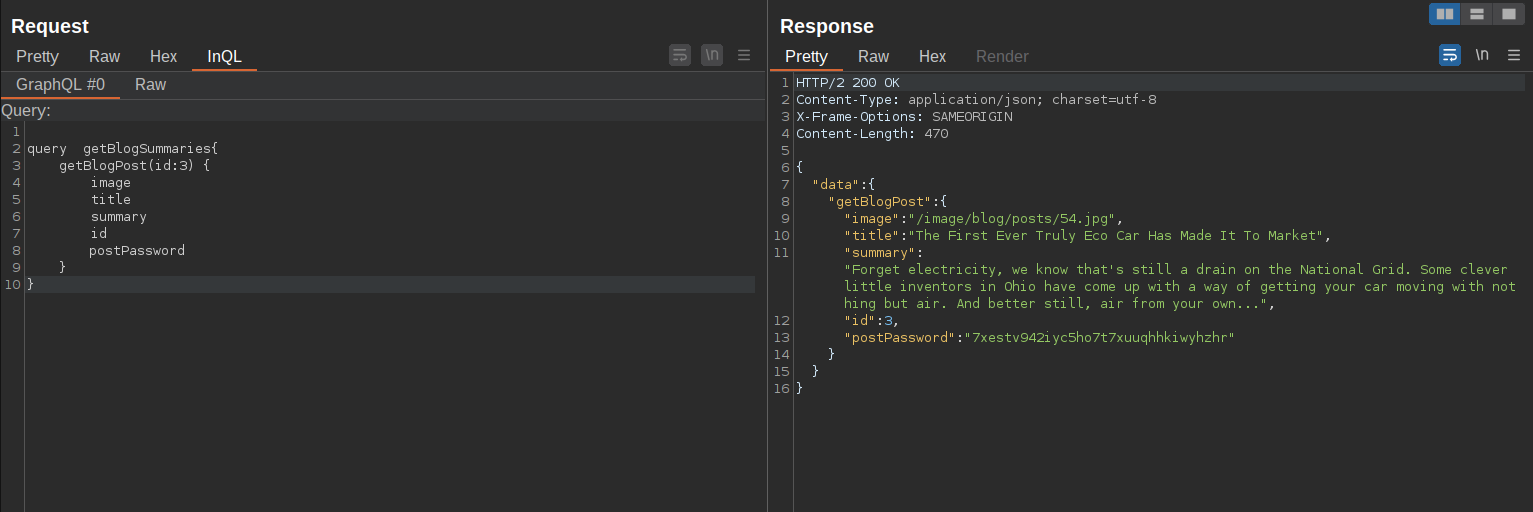 Request
Pretty Raw Hex InQL \n
GraphQL #0 Raw
Query:
1
2 query  getBlogSummaries{
3     getBlogPost(id:3) {
4         image
5         title
6         summary
7         id
8         postPassword
9     }
10 }
Response
Pretty Raw Hex Render \n
1 HTTP/2 200 OK
2 Content-Type: application/json; charset=utf-8
3 X-Frame-Options: SAMEORIGIN
4 Content-Length: 470
5
6 {
7   "data":{
8     "getBlogPost":{
9       "image":"/image/blog/posts/54.jpg",
10       "title":"The First Ever Truly Eco Car Has Made It To Market",
11       "summary":
"Forget electricity, we know that's still a drain on the National Grid. Some clever
little inventors in Ohio have come up with a way of getting your car moving with not
hing but air. And better still, air from your own...",
12       "id":3,
13       "postPassword":"7xestv942iyc5ho7t7xuuqhhkiwyhzhr"
14     }
15   }
16 }